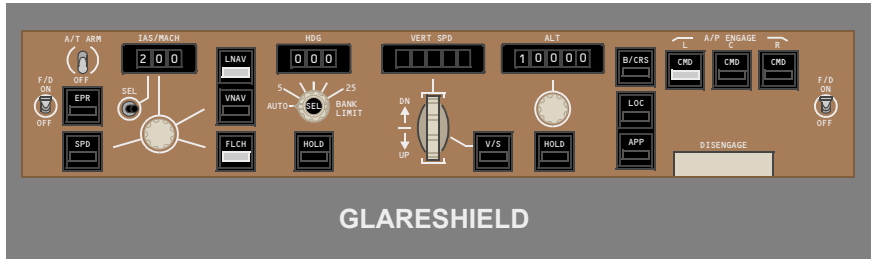 A/T ARM
OFF
F/D
ON
OFF
EPR
SPD
IAS/MACH
200
SEL
LNAV
VNAV
FLCH
HDG
000
5
25
AUTO
SEL
BANK
LIMIT
HOLD
VERT SPD
DN
UP
V/S
ALT
10000
HOLD
B/CRS
LOC
APP
A/P ENGAGE
L C R
CMD CMD CMD
DISENGAGE
F/D
ON
OFF
GLARESHIELD